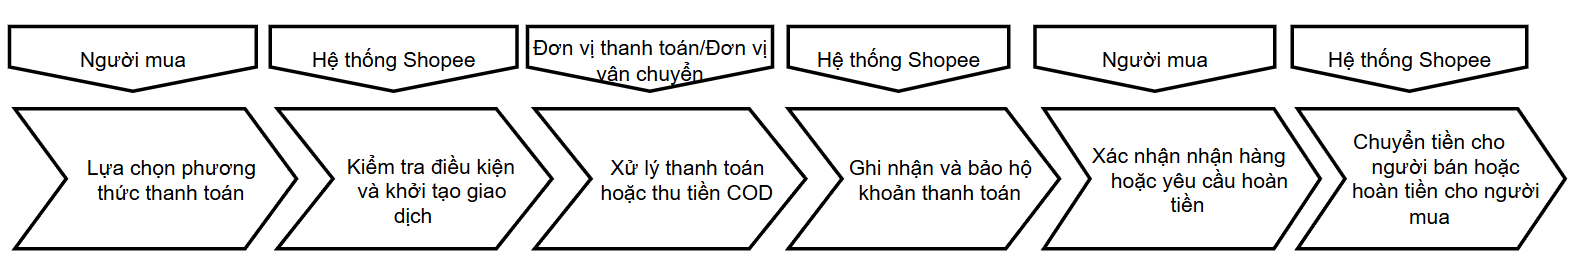 Người mua
Hệ thống Shopee
Đơn vị thanh toán/Đơn vị
vận chuyển
Hệ thống Shopee
Người mua
Hệ thống Shopee
Lựa chọn phương
thức thanh toán
Kiểm tra điều kiện
và khởi tạo giao
dịch
Xử lý thanh toán
hoặc thu tiền COD
Ghi nhận và bảo hộ
khoản thanh toán
Xác nhận nhận hàng
hoặc yêu cầu hoàn
tiền
Chuyển tiền cho
người bán hoặc
hoàn tiền cho người
mua